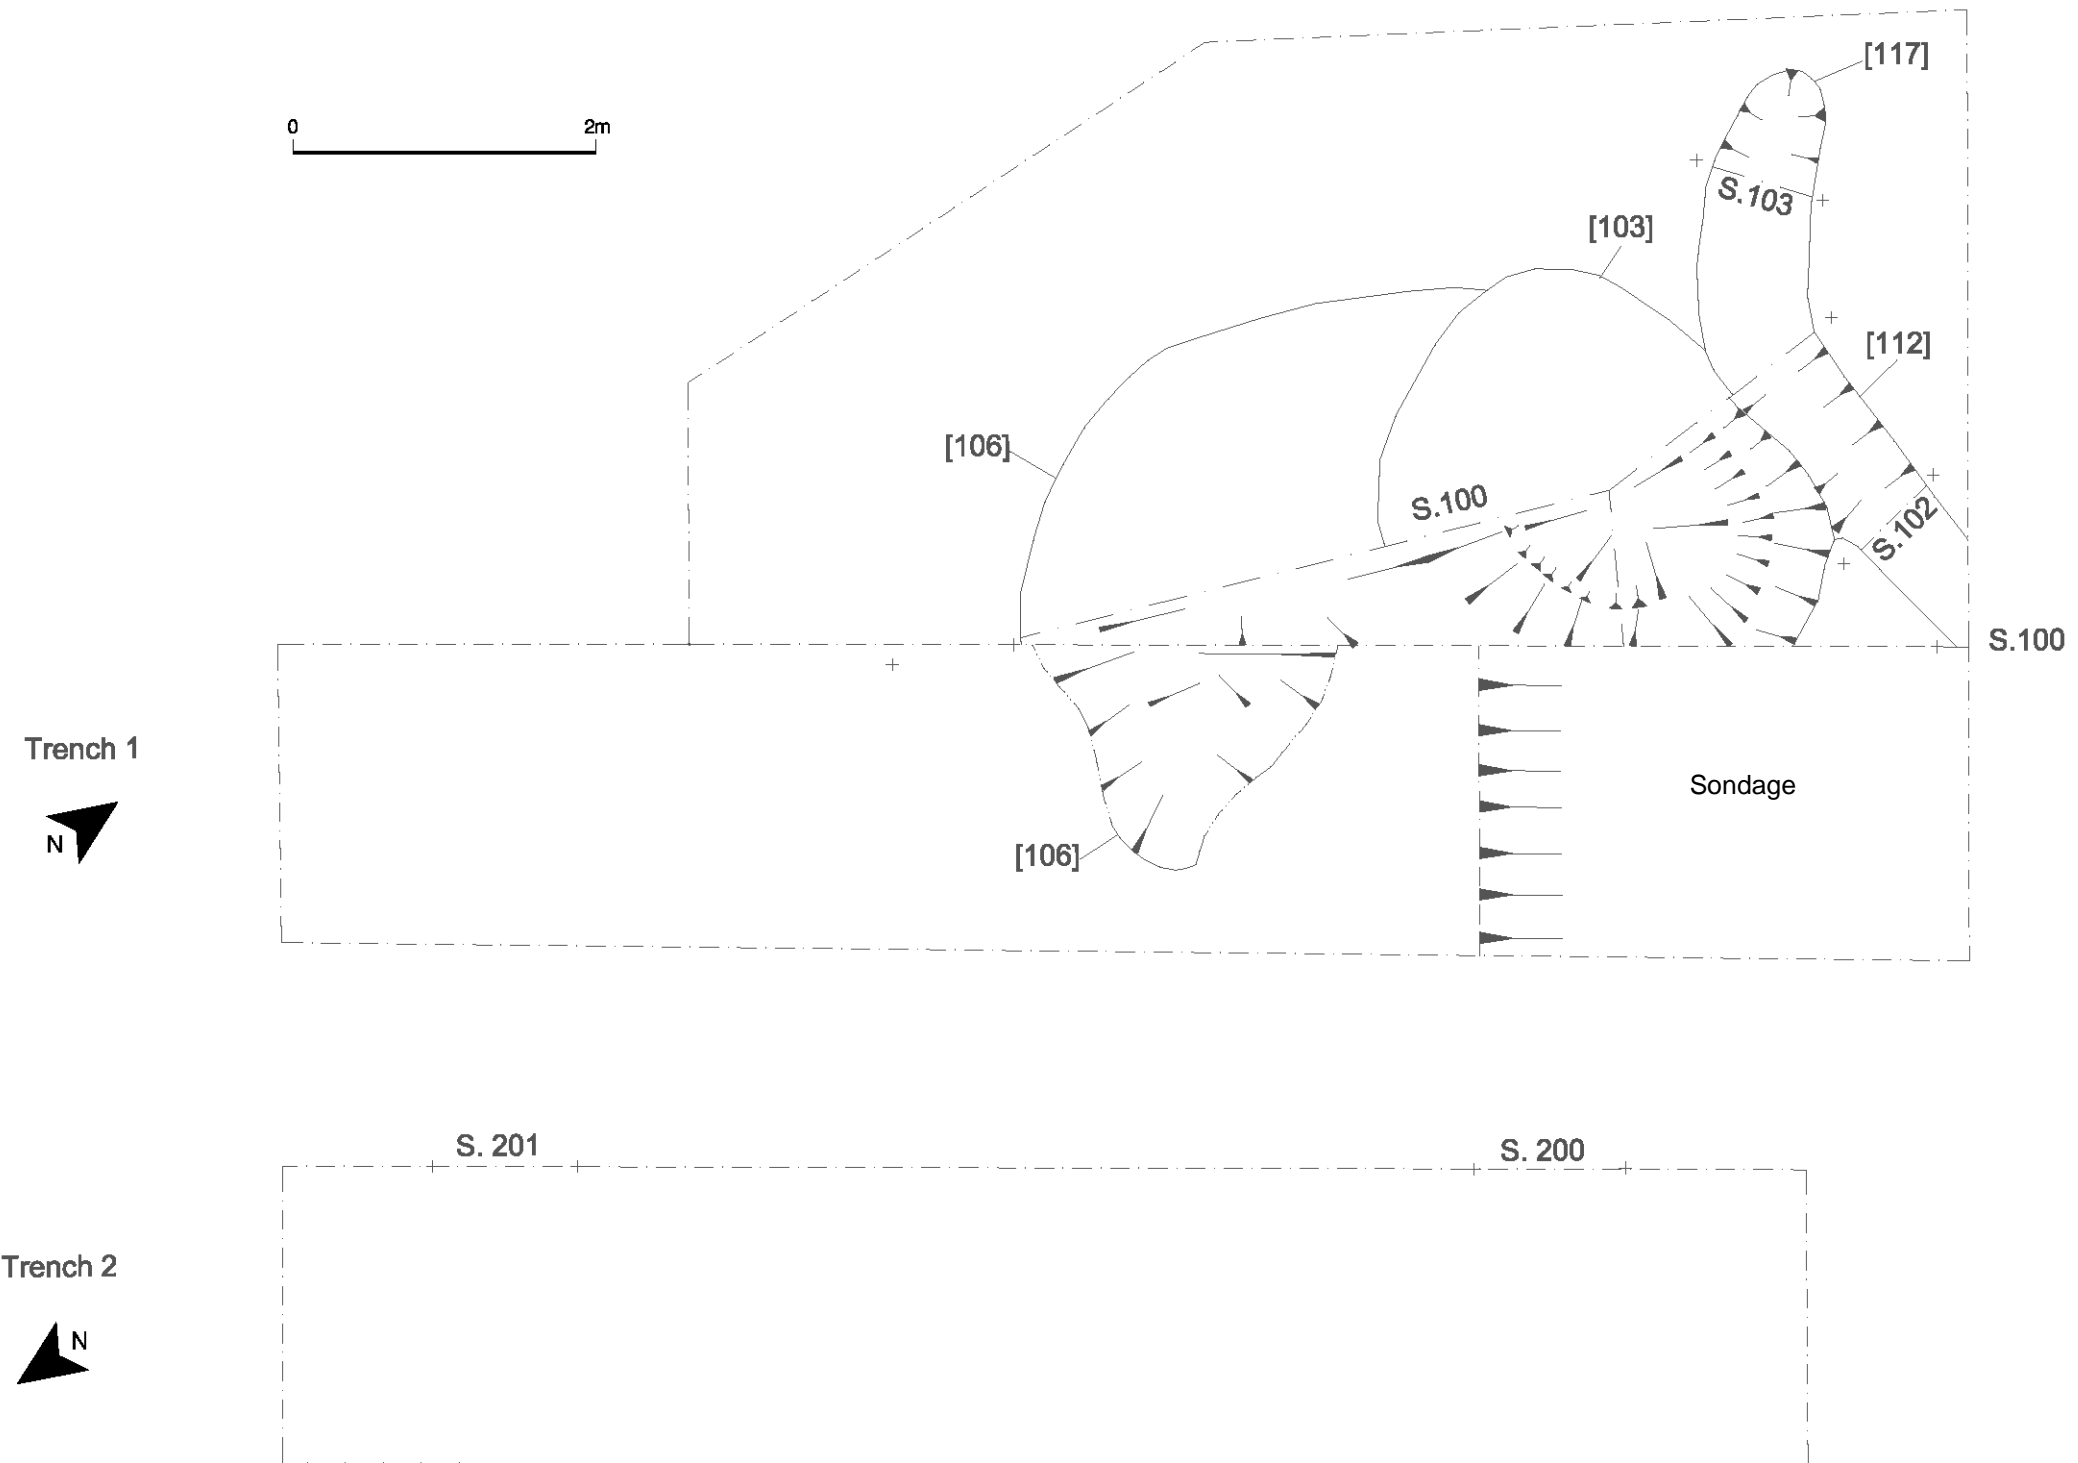 [117]
0 2m
S.103
[103]
[112]
[106]
S.100
S.102
S.100
Trench 1
Sondage
N
[106]
S. 201
S. 200
Trench 2
N